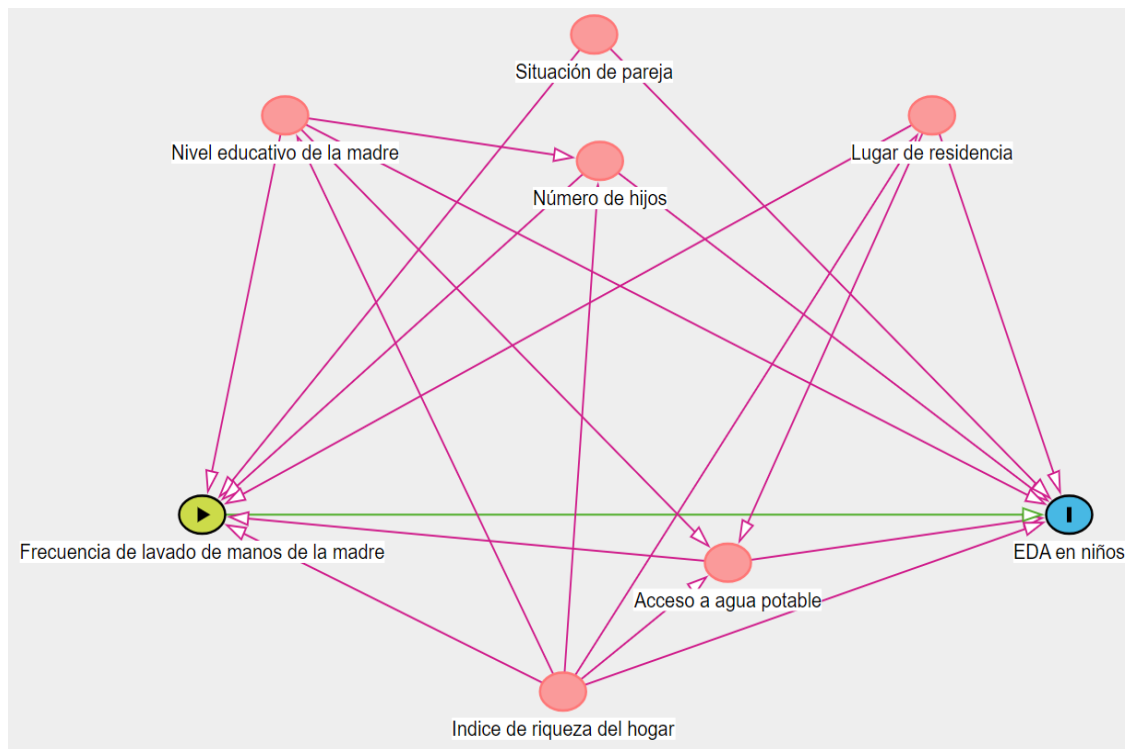 Situación de pareja
Nivel educativo de la madre
Lugar de residencia
Número de hijos
Frecuencia de lavado de manos de la madre
EDA en niños
Acceso a agua potable
Indice de riqueza del hogar